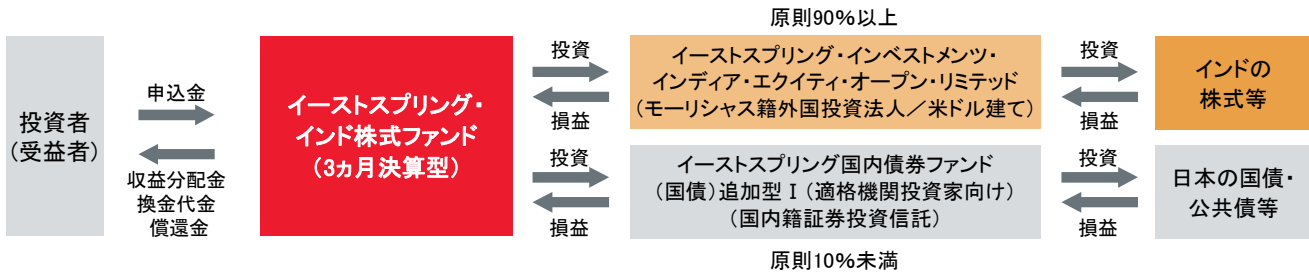 投資者
（受益者）
申込金
収益分配金
換金代金
償還金
イーストスプリング・
インド株式ファンド
（3ヵ月決算型）
投資
損益
投資
損益
原則90％以上
イーストスプリング・インベストメンツ・
インディア・エクイティ・オープン・リミテッド
（モーリシャス籍外国投資法人／米ドル建て）
イーストスプリング国内債券ファンド
（国債）追加型Ⅰ（適格機関投資家向け）
（国内籍証券投資信託）
原則10％未満
投資
損益
投資
損益
インドの
株式等
日本の国債・
公共債等